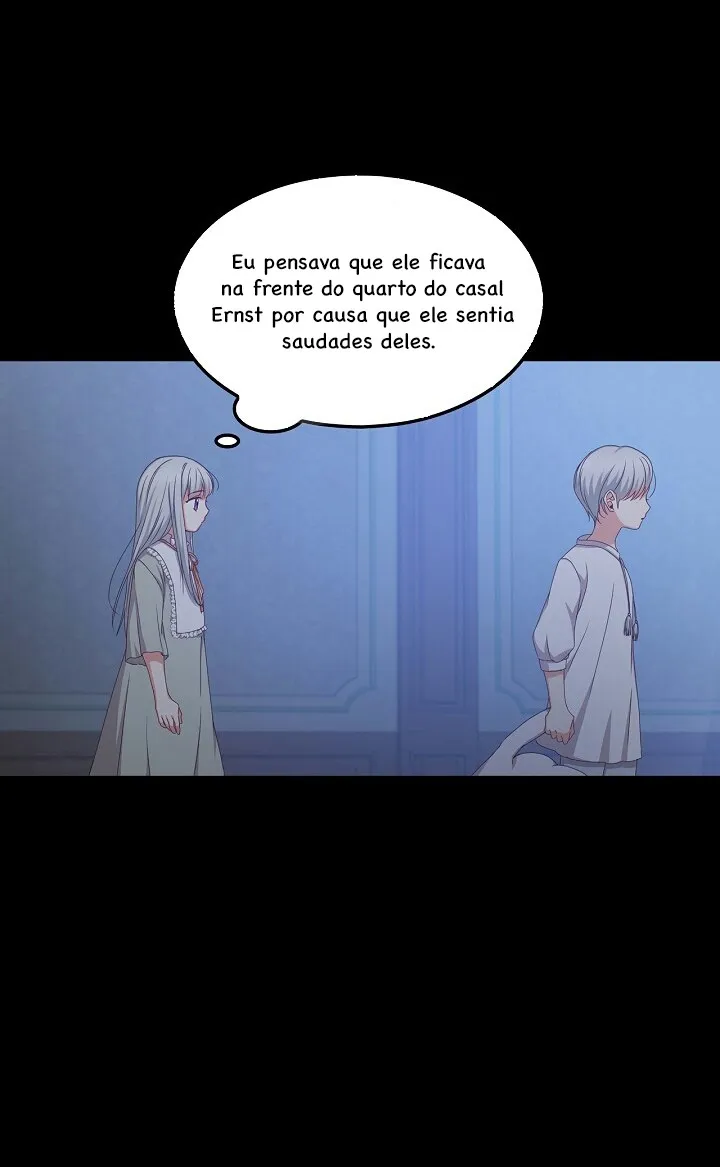 Eu pensava que ele ficava
na frente do quarto do casal
Ernst por causa que ele sentia
saudades deles.